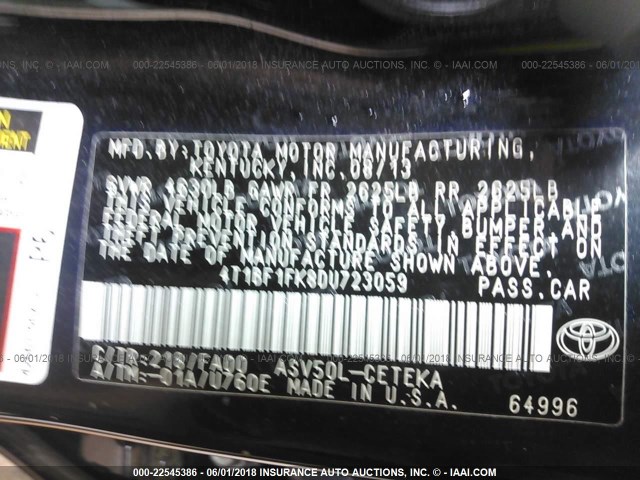 000-22545386 - 06/01/2018 INSURANCE AUTO AUCTIONS, INC. - © IAAI.COM
MFD.BY:TOYOTA MOTOR MANUFACTURING,
KENTUCKY,INC.08/13
GVWR 4630LB GAWR FR 2625LB RR 2625LB
THIS VEHICLE CONFORMS TO ALL APPLICABLE
FEDERAL MOTOR VEHICLE SAFETY,BUMPER,AND
THEFT PREVENTION STANDARDS IN EFFECT ON
THE DATE OF MANUFACTURE SHOWN ABOVE.
4T1BF1FK8DU723059 PASS.CAR
C/TR:218/FA00 ASV50L-CETEKA
A/TM:-01A/U760E MADE IN U.S.A.
64996
TOYOTA
000-22545386 - 06/01/2018 INSURANCE AUTO AUCTIONS, INC. - © IAAI.COM